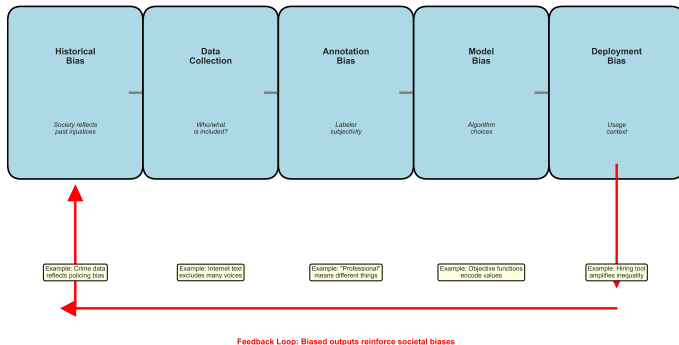 Historical
Bias
Data
Collection
Annotation
Bias
Model
Bias
Deployment
Bias
Society reflects
past injustices
Who/what
is included?
Labeler
subjectivity
Algorithm
choices
Usage
context
Example: Crime data
reflects policing bias
Example: Internet text
excludes many voices
Example: "Professional"
means different things
Example: Objective functions
encode values
Example: Hiring tool
amplifies inequality
Feedback Loop: Biased outputs reinforce societal biases